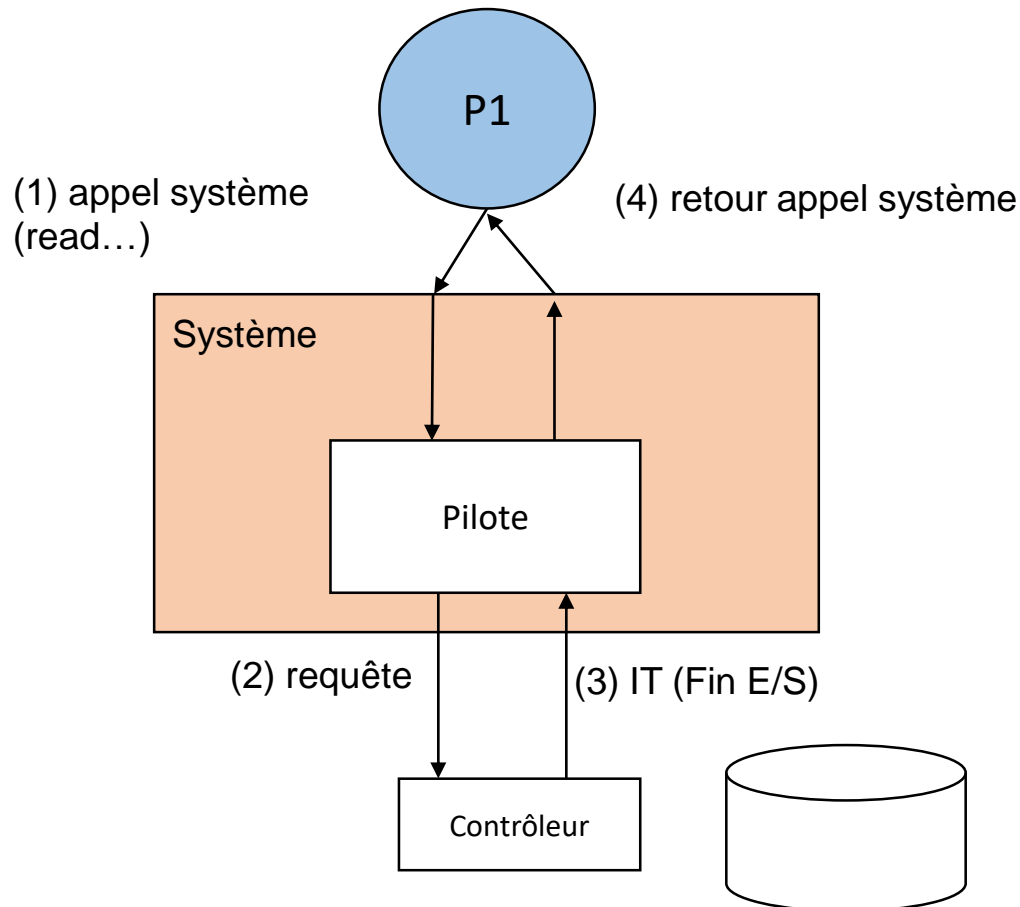 P1
(1) appel système
(read…)
(4) retour appel système
Système
Pilote
(2) requête
(3) IT (Fin E/S)
Contrôleur